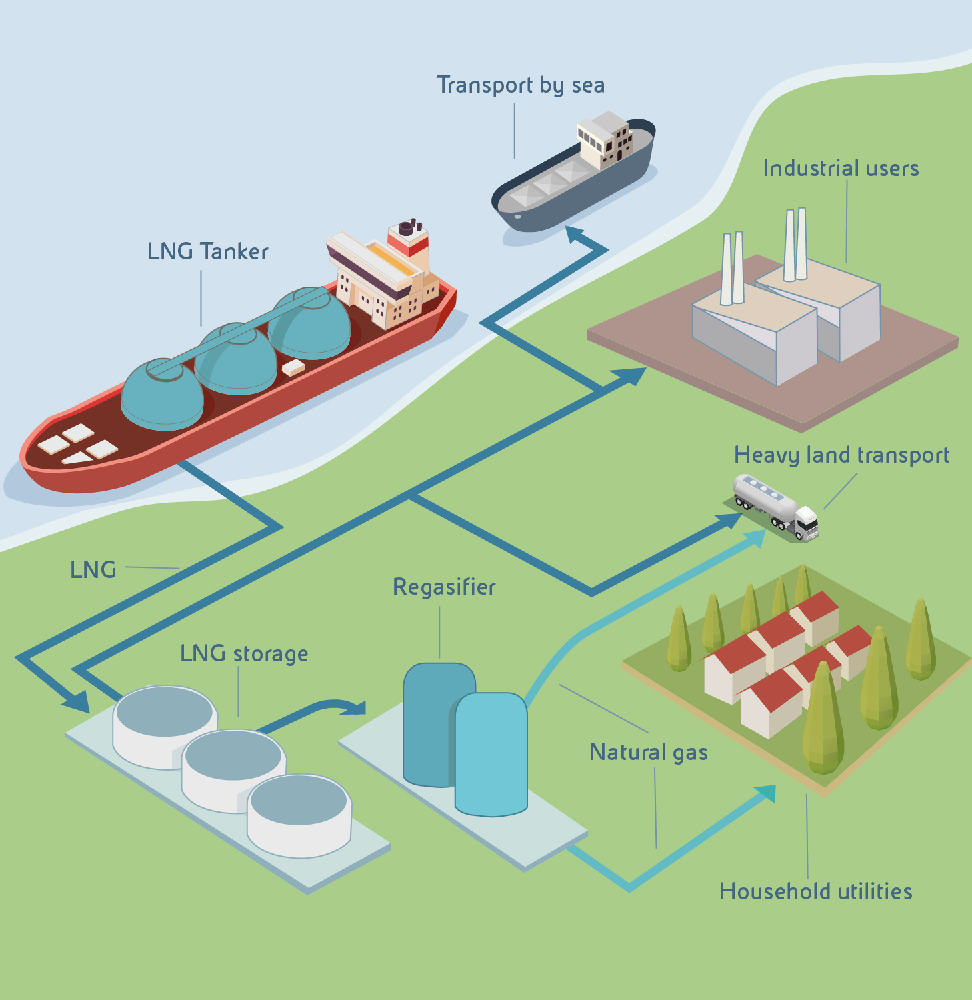 Transport by sea
Industrial users
LNG Tanker
Heavy land transport
LNG
Regasifier
LNG storage
Natural gas
Household utilities